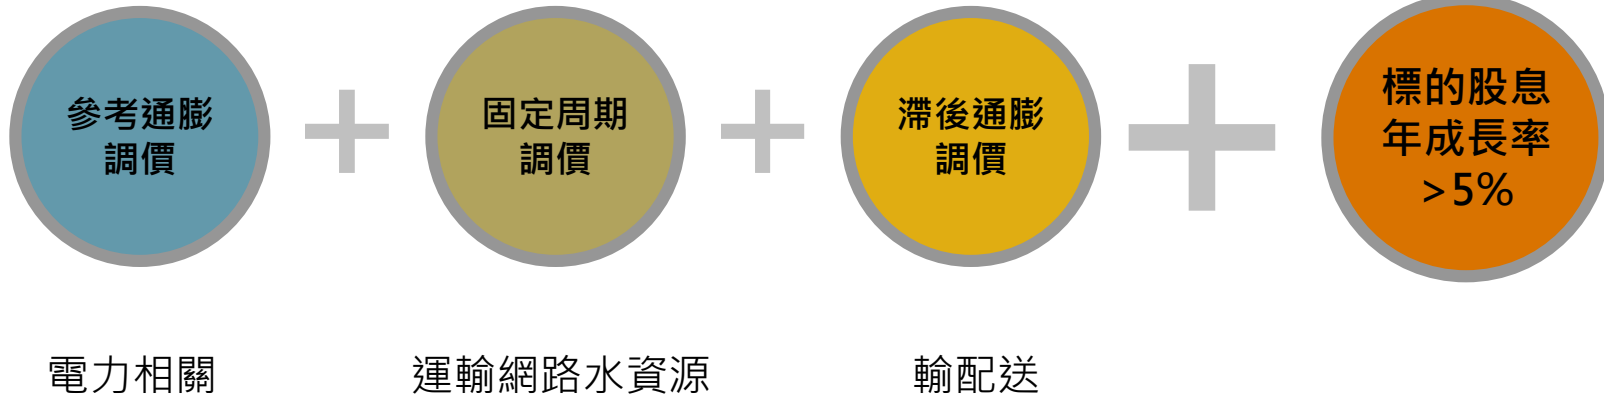 參考通膨
調價
固定周期
調價
滯後通膨
調價
標的股息
年成長率
>5%
電力相關
運輸網路水資源
輸配送